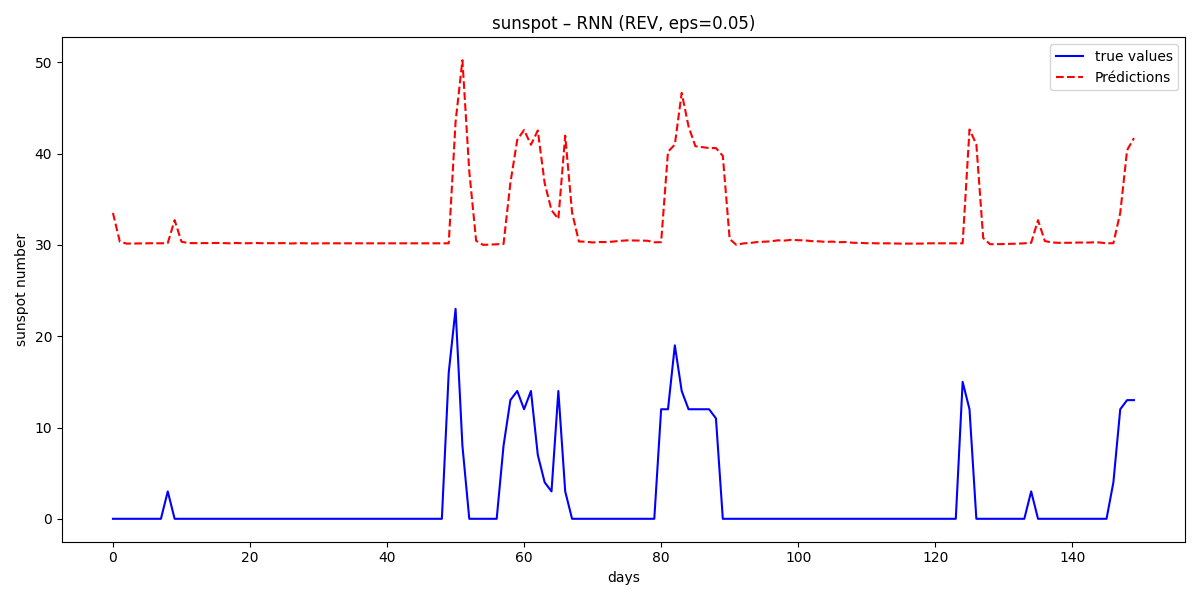 sunspot – RNN (REV, eps=0.05)
true values
Prédictions
sunspot number
50
40
30
20
10
0
0 20 40 60 80 100 120 140
days